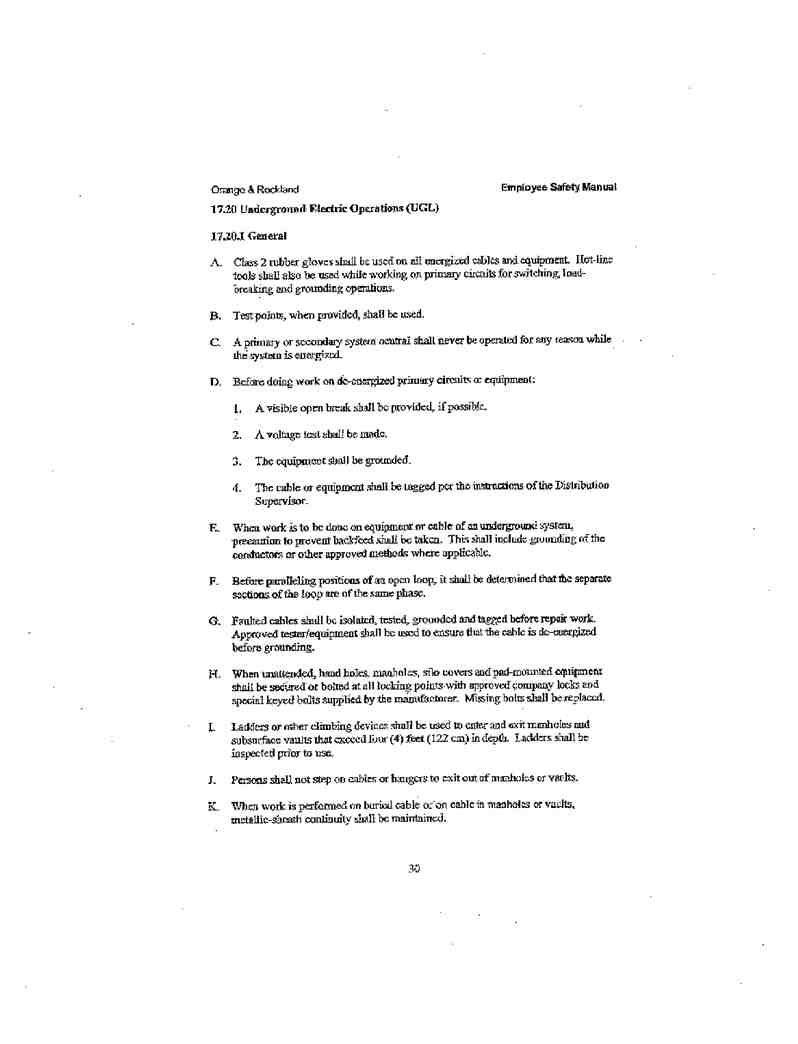 Orange & Rockland
Employee Safety Manual
17.20 Underground Electric Operations (UGL)
17.20.1 General
A. Class 2 rubber gloves shall be used on all energized cables and equipment. Hot-line
tools shall also be used while working on primary circuits for switching, load-
breaking and grounding operations.
B. Test points, when provided, shall be used.
C. A primary or secondary system neutral shall never be operated for any reason while
the system is energized.
D. Before doing work on de-energized primary circuits or equipment:
1. A visible open break shall be provided, if possible.
2. A voltage test shall be made.
3. The equipment shall be grounded.
4. The cable or equipment shall be tagged per the instructions of the Distribution
Supervisor.
E. When work is to be done on equipment or cable of an underground system,
precaution to prevent backfeed shall be taken. This shall include grounding of the
conductors or other approved methods where applicable.
F. Before paralleling positions of an open loop, it shall be determined that the separate
sections of the loop are of the same phase.
G. Faulted cables shall be isolated, tested, grounded and tagged before repair work.
Approved tester/equipment shall be used to ensure that the cable is de-energized
before grounding.
H. When unattended, hand holes, manholes, silo covers and pad-mounted equipment
shall be secured or bolted at all locking points with approved company locks and
special keyed bolts supplied by the manufacturer. Missing bolts shall be replaced.
I. Ladders or other climbing devices shall be used to enter and exit manholes and
subsurface vaults that exceed four (4) feet (122 cm) in depth. Ladders shall be
inspected prior to use.
J. Persons shall not step on cables or hangers to exit out of manholes or vaults.
K. When work is performed on buried cable or on cable in manholes or vaults,
metallic-sheath continuity shall be maintained.
30